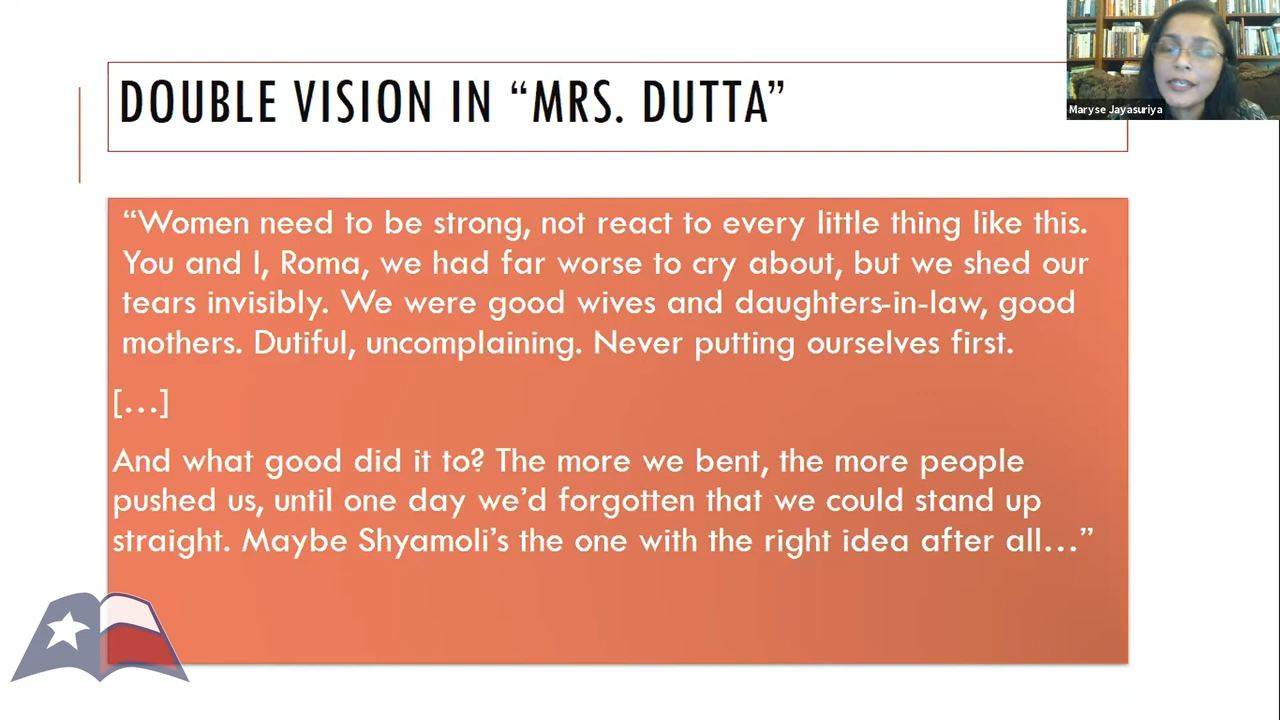 DOUBLE VISION IN “MRS. DUTTA”
Maryse Jayasuriya
“Women need to be strong, not react to every little thing like this.
You and I, Roma, we had far worse to cry about, but we shed our
tears invisibly. We were good wives and daughters-in-law, good
mothers. Dutiful, uncomplaining. Never putting ourselves first.
[…]
And what good did it to? The more we bent, the more people
pushed us, until one day we’d forgotten that we could stand up
straight. Maybe Shyamoli’s the one with the right idea after all…”